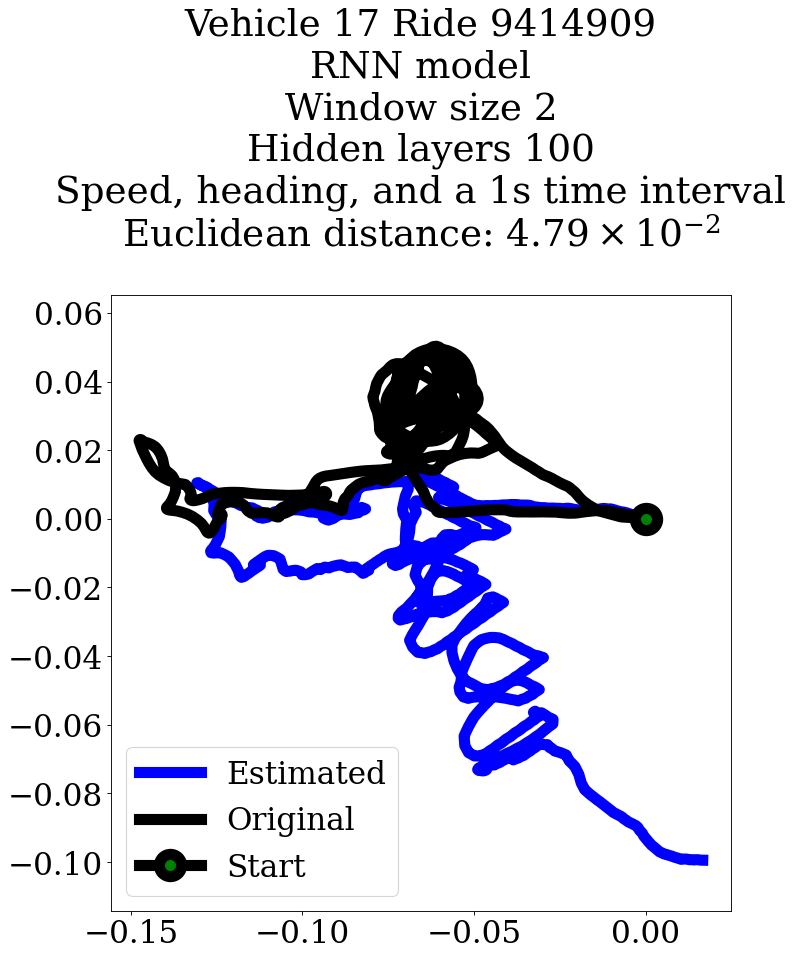 Vehicle 17 Ride 9414909
RNN model
Window size 2
Hidden layers 100
Speed, heading, and a 1s time interval
Euclidean distance: 4.79 × 10⁻²
0.06
0.04
0.02
0.00
−0.02
−0.04
−0.06
−0.08
−0.10
Estimated
Original
Start
−0.15
−0.10
−0.05
0.00